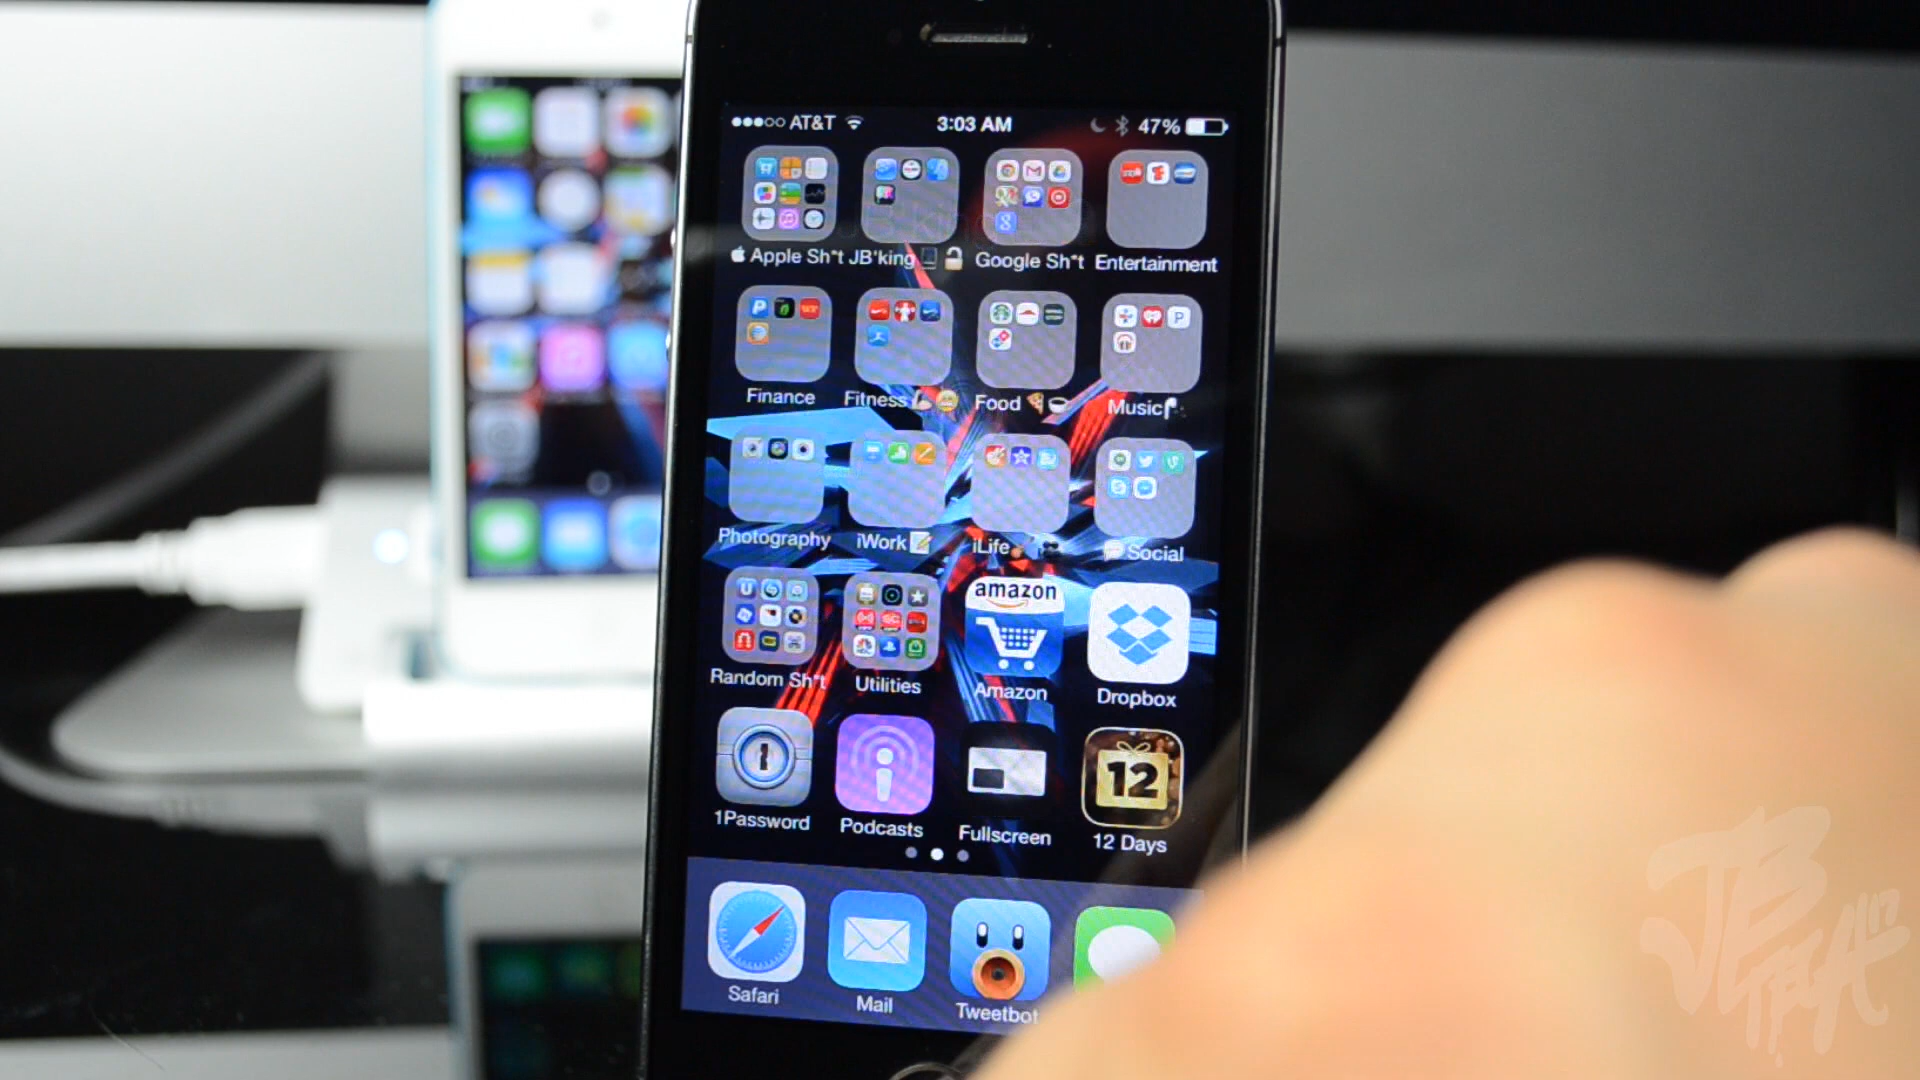 AT&T 3:03 AM 47%
Apple Sh*t JB'king Google Sh*t Entertainment
Finance Fitness Food Music
Photography iWork iLife Social
amazon
Random Sh*t Utilities Amazon Dropbox
12
1Password Podcasts Fullscreen 12 Days
Safari Mail Tweetbot